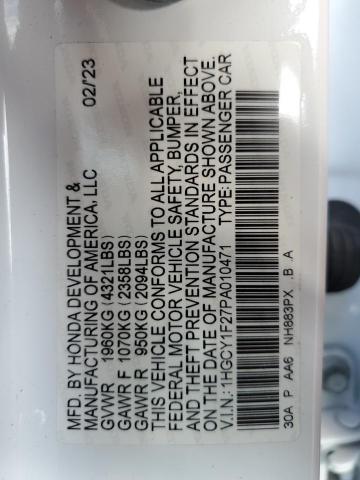 MFD. BY HONDA DEVELOPMENT & 02/'23
MANUFACTURING OF AMERICA, LLC
GVWR 1960KG (4321LBS)
GAWR F 1070KG (2358LBS)
GAWR R 950KG (2094LBS)
THIS VEHICLE CONFORMS TO ALL APPLICABLE
FEDERAL MOTOR VEHICLE SAFETY, BUMPER,
AND THEFT PREVENTION STANDARDS IN EFFECT
ON THE DATE OF MANUFACTURE SHOWN ABOVE.
V.I.N.: 1HGCY1F27PA010471 TYPE: PASSENGER CAR
30A P AA6 NH883PX .B .A